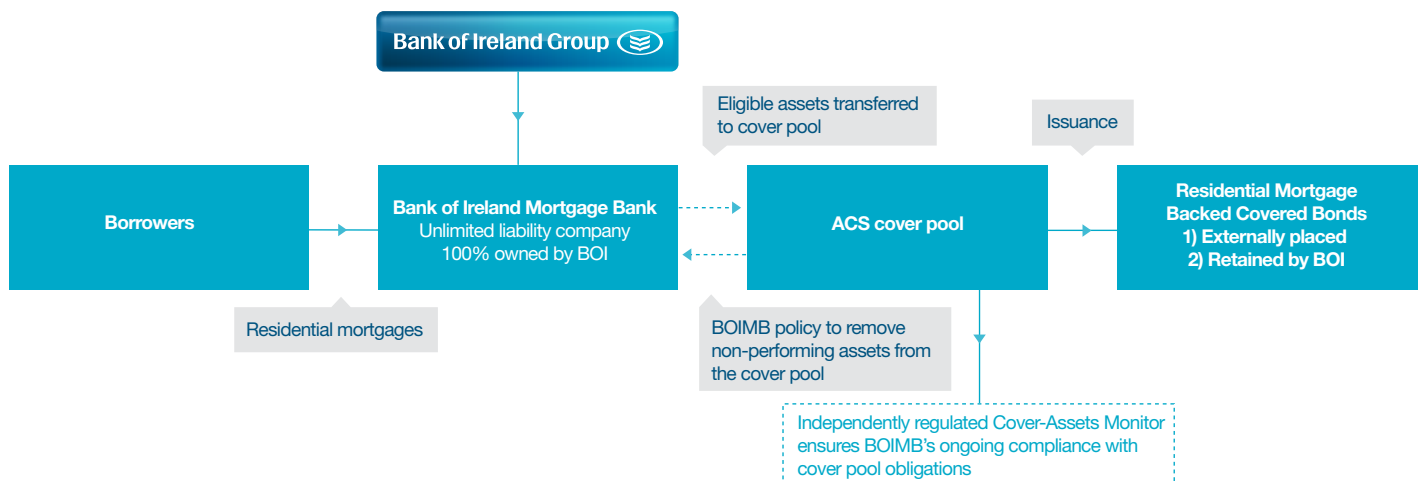 Bank of Ireland Group
Eligible assets transferred
to cover pool
Issuance
Borrowers
Bank of Ireland Mortgage Bank
Unlimited liability company
100% owned by BOI
ACS cover pool
Residential Mortgage
Backed Covered Bonds
1) Externally placed
2) Retained by BOI
Residential mortgages
BOIMB policy to remove
non-performing assets from
the cover pool
Independently regulated Cover-Assets Monitor
ensures BOIMB's ongoing compliance with
cover pool obligations